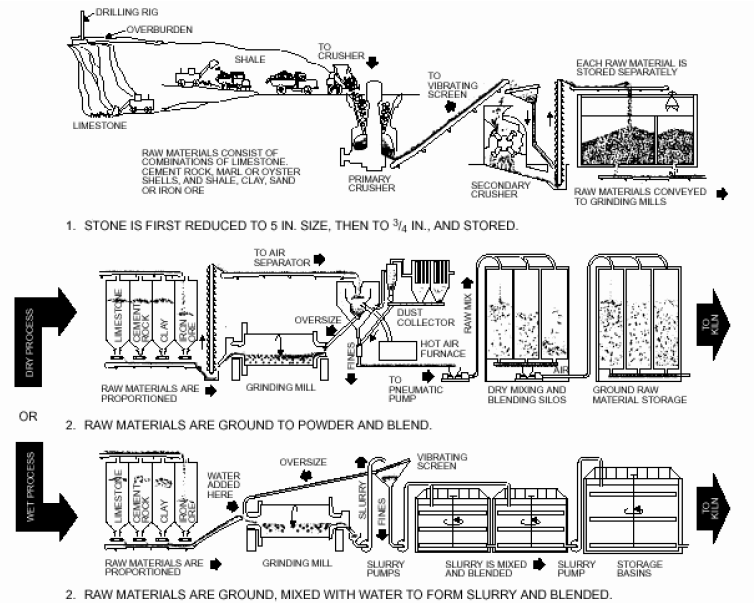 DRILLING RIG
OVERBURDEN
SHALE
LIMESTONE
TO
CRUSHER
RAW MATERIALS CONSIST OF
COMBINATIONS OF LIMESTONE,
CEMENT ROCK, MARL OR OYSTER
SHELLS, AND SHALE, CLAY, SAND
OR IRON ORE
PRIMARY
CRUSHER
TO
VIBRATING
SCREEN
SECONDARY
CRUSHER
EACH RAW MATERIAL IS
STORED SEPARATELY
RAW MATERIALS CONVEYED
TO GRINDING MILLS
1. STONE IS FIRST REDUCED TO 5 IN. SIZE, THEN TO 3/4 IN., AND STORED.
DRY PROCESS
LIMESTONE
CEMENT
ROCK
CLAY
IRON
ORE
RAW MATERIALS ARE
PROPORTIONED
TO AIR
SEPARATOR
OVERSIZE
GRINDING MILL
FINES
DUST
COLLECTOR
HOT AIR
FURNACE
TO
PNEUMATIC
PUMP
RAW MIX
DRY MIXING AND
BLENDING SILOS
AIR
GROUND RAW
MATERIAL STORAGE
TO
KILN
2. RAW MATERIALS ARE GROUND TO POWDER AND BLEND.
OR
WET PROCESS
LIMESTONE
CEMENT
ROCK
CLAY
IRON
ORE
RAW MATERIALS ARE
PROPORTIONED
WATER
ADDED
HERE
OVERSIZE
GRINDING MILL
SLURRY
FINES
VIBRATING
SCREEN
SLURRY
PUMPS
SLURRY IS MIXED
AND BLENDED
SLURRY
PUMP
STORAGE
BASINS
TO
KILN
2. RAW MATERIALS ARE GROUND, MIXED WITH WATER TO FORM SLURRY AND BLENDED.